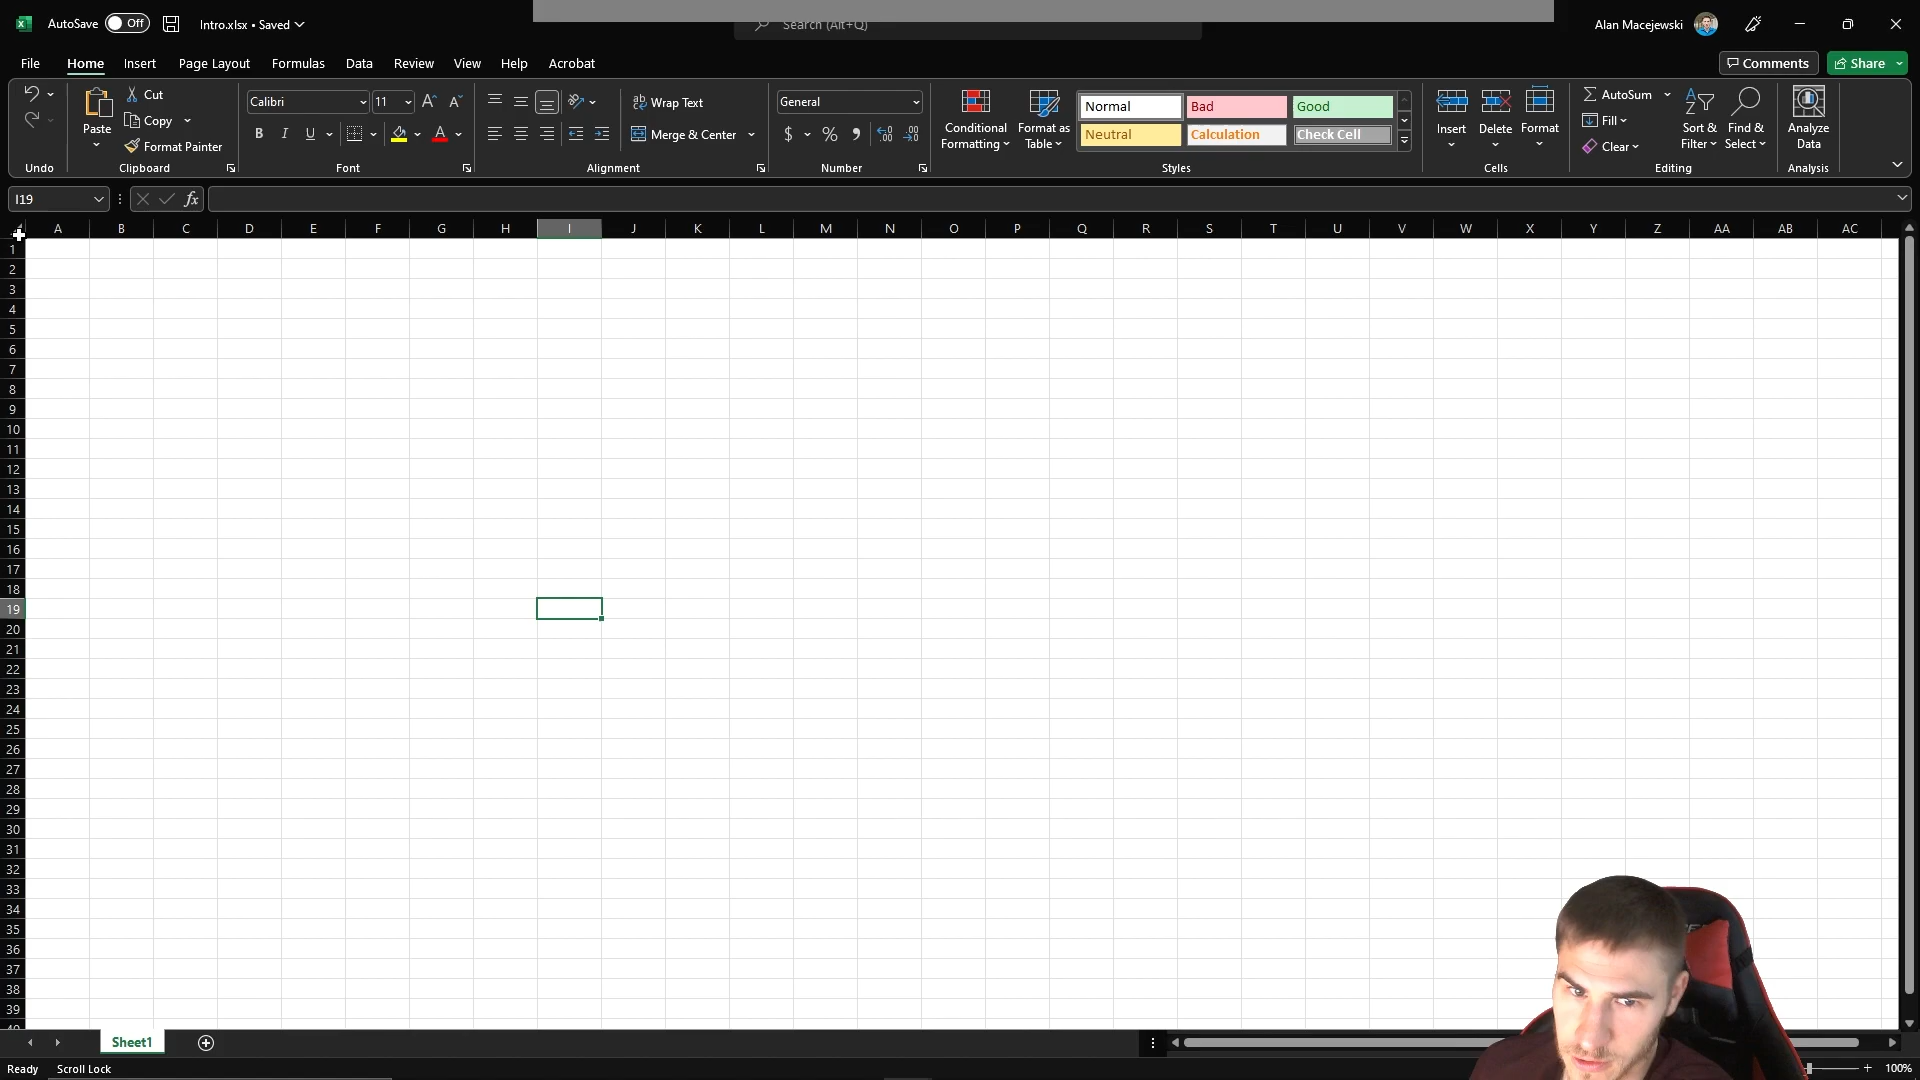 AutoSave Off Intro.xlsx • Saved Search (Alt+Q) Alan Macejewski
File Home Insert Page Layout Formulas Data Review View Help Acrobat Comments Share
Paste Cut Copy Format Painter
Calibri 11 B I U
Wrap Text Merge & Center
General $ %
Conditional Formatting Format as Table
Normal Bad Good
Neutral Calculation Check Cell
Insert Delete Format
AutoSum Fill Clear
Sort & Filter Find & Select
Analyze Data
Undo Clipboard Font Alignment Number Styles Cells Editing Analysis
I19 fx
A B C D E F G H I J K L M N O P Q R S T U V W X Y Z AA AB AC
1
2
3
4
5
6
7
8
9
10
11
12
13
14
15
16
17
18
19
20
21
22
23
24
25
26
27
28
29
30
31
32
33
34
35
36
37
38
39
40
Sheet1
Ready Scroll Lock 100%